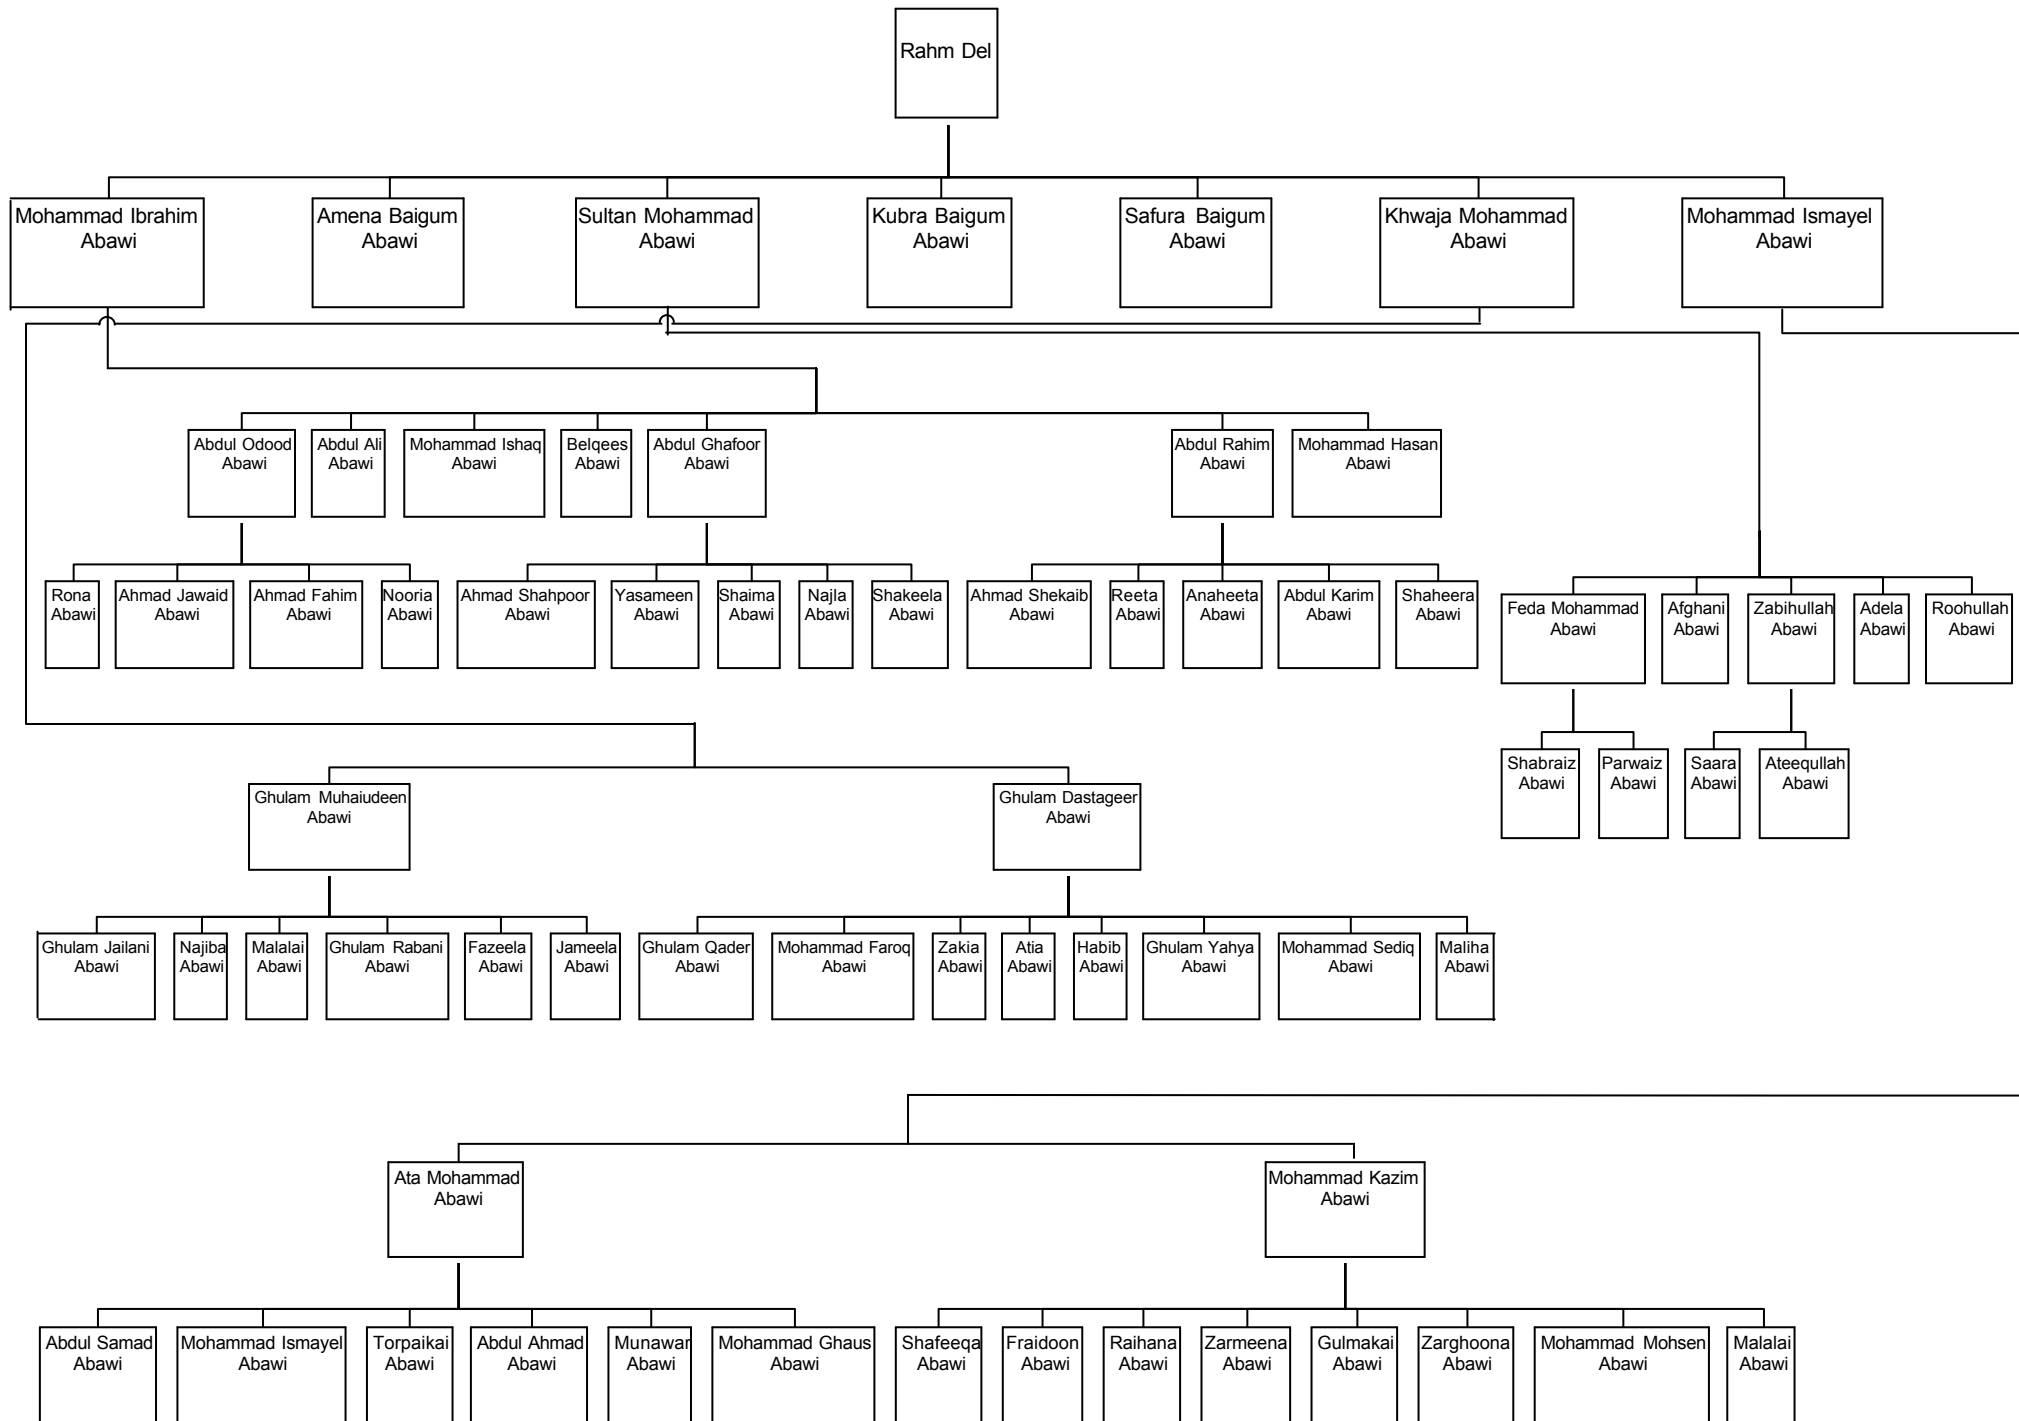 Rahm Del
Mohammad Ibrahim
Abawi
Amena Baigum
Abawi
Sultan Mohammad
Abawi
Kubra Baigum
Abawi
Safura Baigum
Abawi
Khwaja Mohammad
Abawi
Mohammad Ismayel
Abawi
Abdul Odood
Abawi
Abdul Ali
Abawi
Mohammad Ishaq
Abawi
Belqees
Abawi
Abdul Ghafoor
Abawi
Abdul Rahim
Abawi
Mohammad Hasan
Abawi
Rona
Abawi
Ahmad Jawaid
Abawi
Ahmad Fahim
Abawi
Nooria
Abawi
Ahmad Shahpoor
Abawi
Yasameen
Abawi
Shaima
Abawi
Najla
Abawi
Shakeela
Abawi
Ahmad Shekaib
Abawi
Reeta
Abawi
Anaheeta
Abawi
Abdul Karim
Abawi
Shaheera
Abawi
Feda Mohammad
Abawi
Afghani
Abawi
Zabihullah
Abawi
Adela
Abawi
Roohullah
Abawi
Shabraiz
Abawi
Parwaiz
Abawi
Saara
Abawi
Ateequllah
Abawi
Ghulam Muhaiudeen
Abawi
Ghulam Dastageer
Abawi
Ghulam Jailani
Abawi
Najiba
Abawi
Malalai
Abawi
Ghulam Rabani
Abawi
Fazeela
Abawi
Jameela
Abawi
Ghulam Qader
Abawi
Mohammad Faroq
Abawi
Zakia
Abawi
Atia
Abawi
Habib
Abawi
Ghulam Yahya
Abawi
Mohammad Sediq
Abawi
Maliha
Abawi
Ata Mohammad
Abawi
Mohammad Kazim
Abawi
Abdul Samad
Abawi
Mohammad Ismayel
Abawi
Torpaikai
Abawi
Abdul Ahmad
Abawi
Munawar
Abawi
Mohammad Ghaus
Abawi
Shafeeqa
Abawi
Fraidoon
Abawi
Raihana
Abawi
Zarmeena
Abawi
Gulmakai
Abawi
Zarghoona
Abawi
Mohammad Mohsen
Abawi
Malalai
Abawi